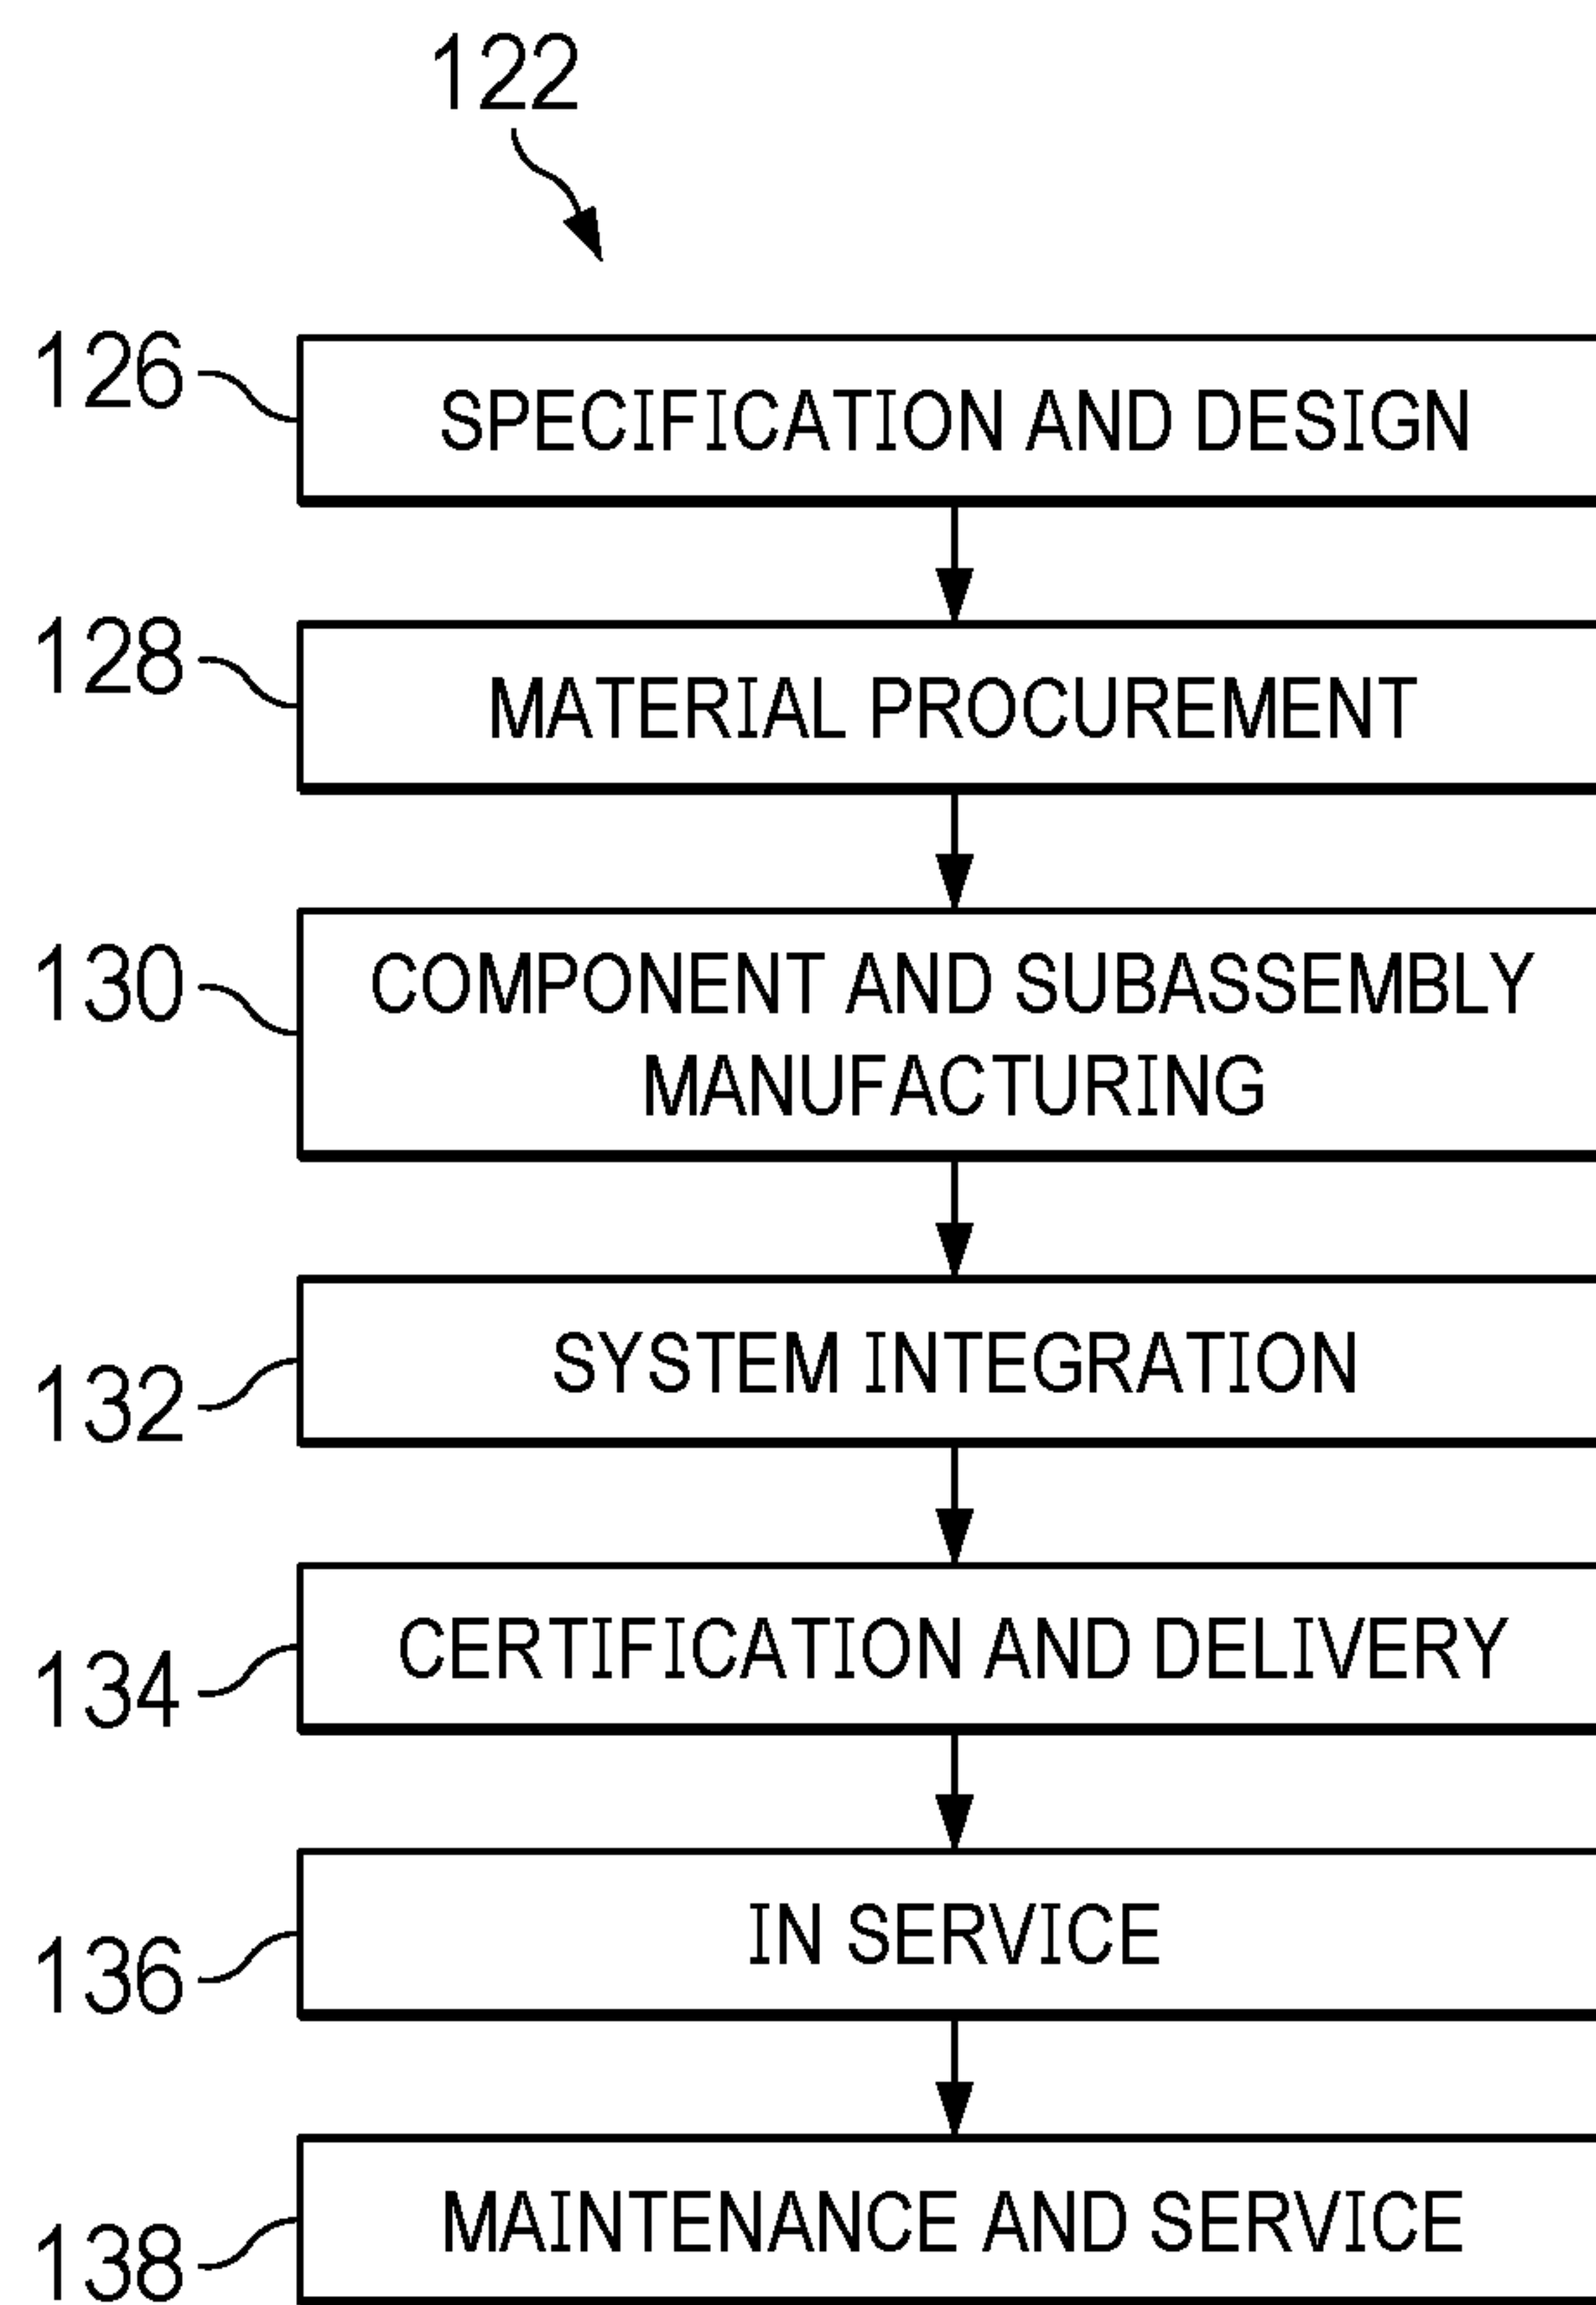 122
126
SPECIFICATION AND DESIGN
128
MATERIAL PROCUREMENT
130
COMPONENT AND SUBASSEMBLY
MANUFACTURING
132
SYSTEM INTEGRATION
134
CERTIFICATION AND DELIVERY
136
IN SERVICE
138
MAINTENANCE AND SERVICE